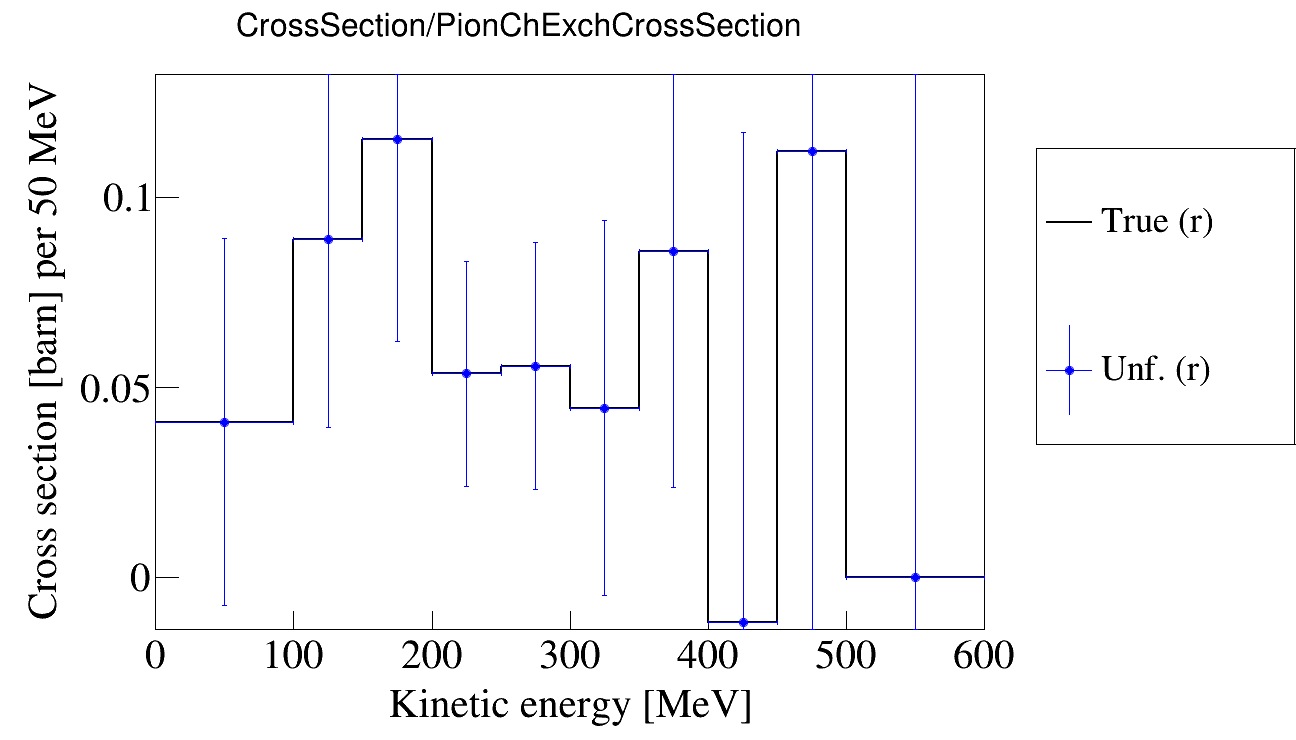 CrossSection/PionChExchCrossSection
Cross section [barn] per 50 MeV
0.1
0.05
0
0 100 200 300 400 500 600
Kinetic energy [MeV]
True (r)
Unf. (r)